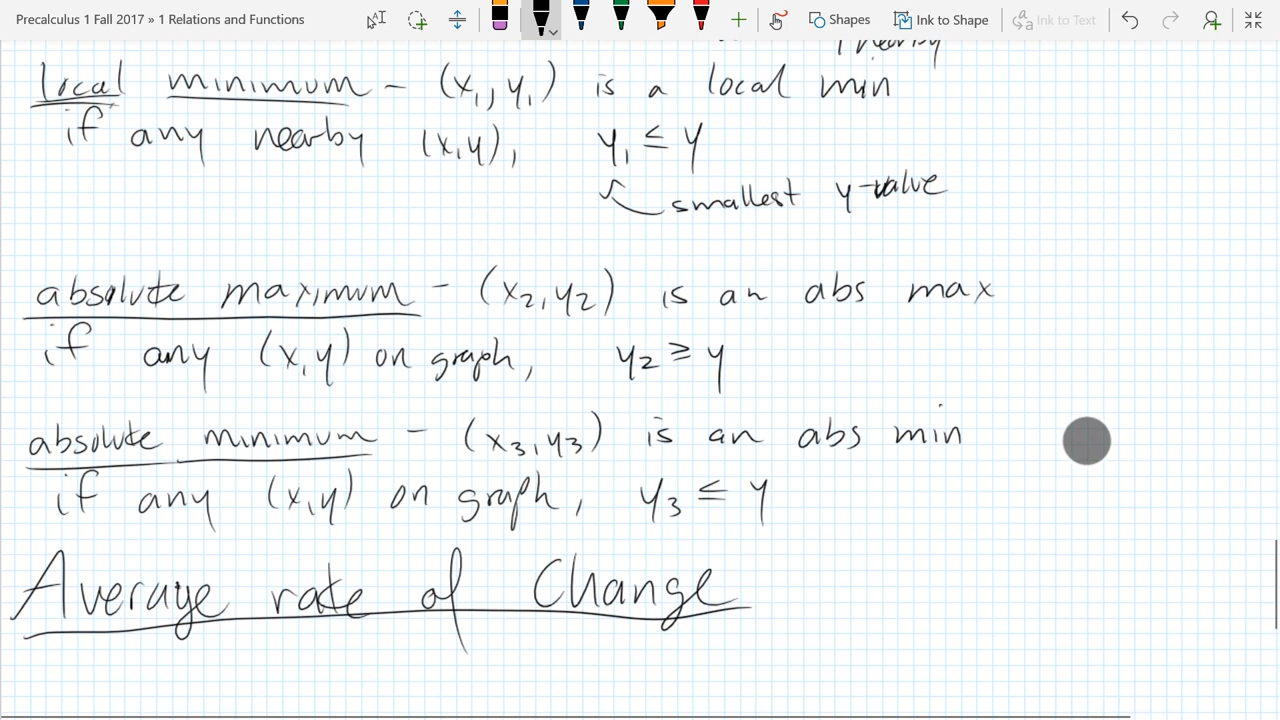 Precalculus 1 Fall 2017 » 1 Relations and Functions
Shapes
Ink to Shape
Ink to Text
nearby
local minimum - (x₁, y₁) is a local min
if any nearby (x,y), y₁ ≤ y
smallest y-value
absolute maximum - (x₂, y₂) is an abs max
if any (x,y) on graph, y₂ ≥ y
absolute minimum - (x₃, y₃) is an abs min
if any (x,y) on graph, y₃ ≤ y
Average rate of Change